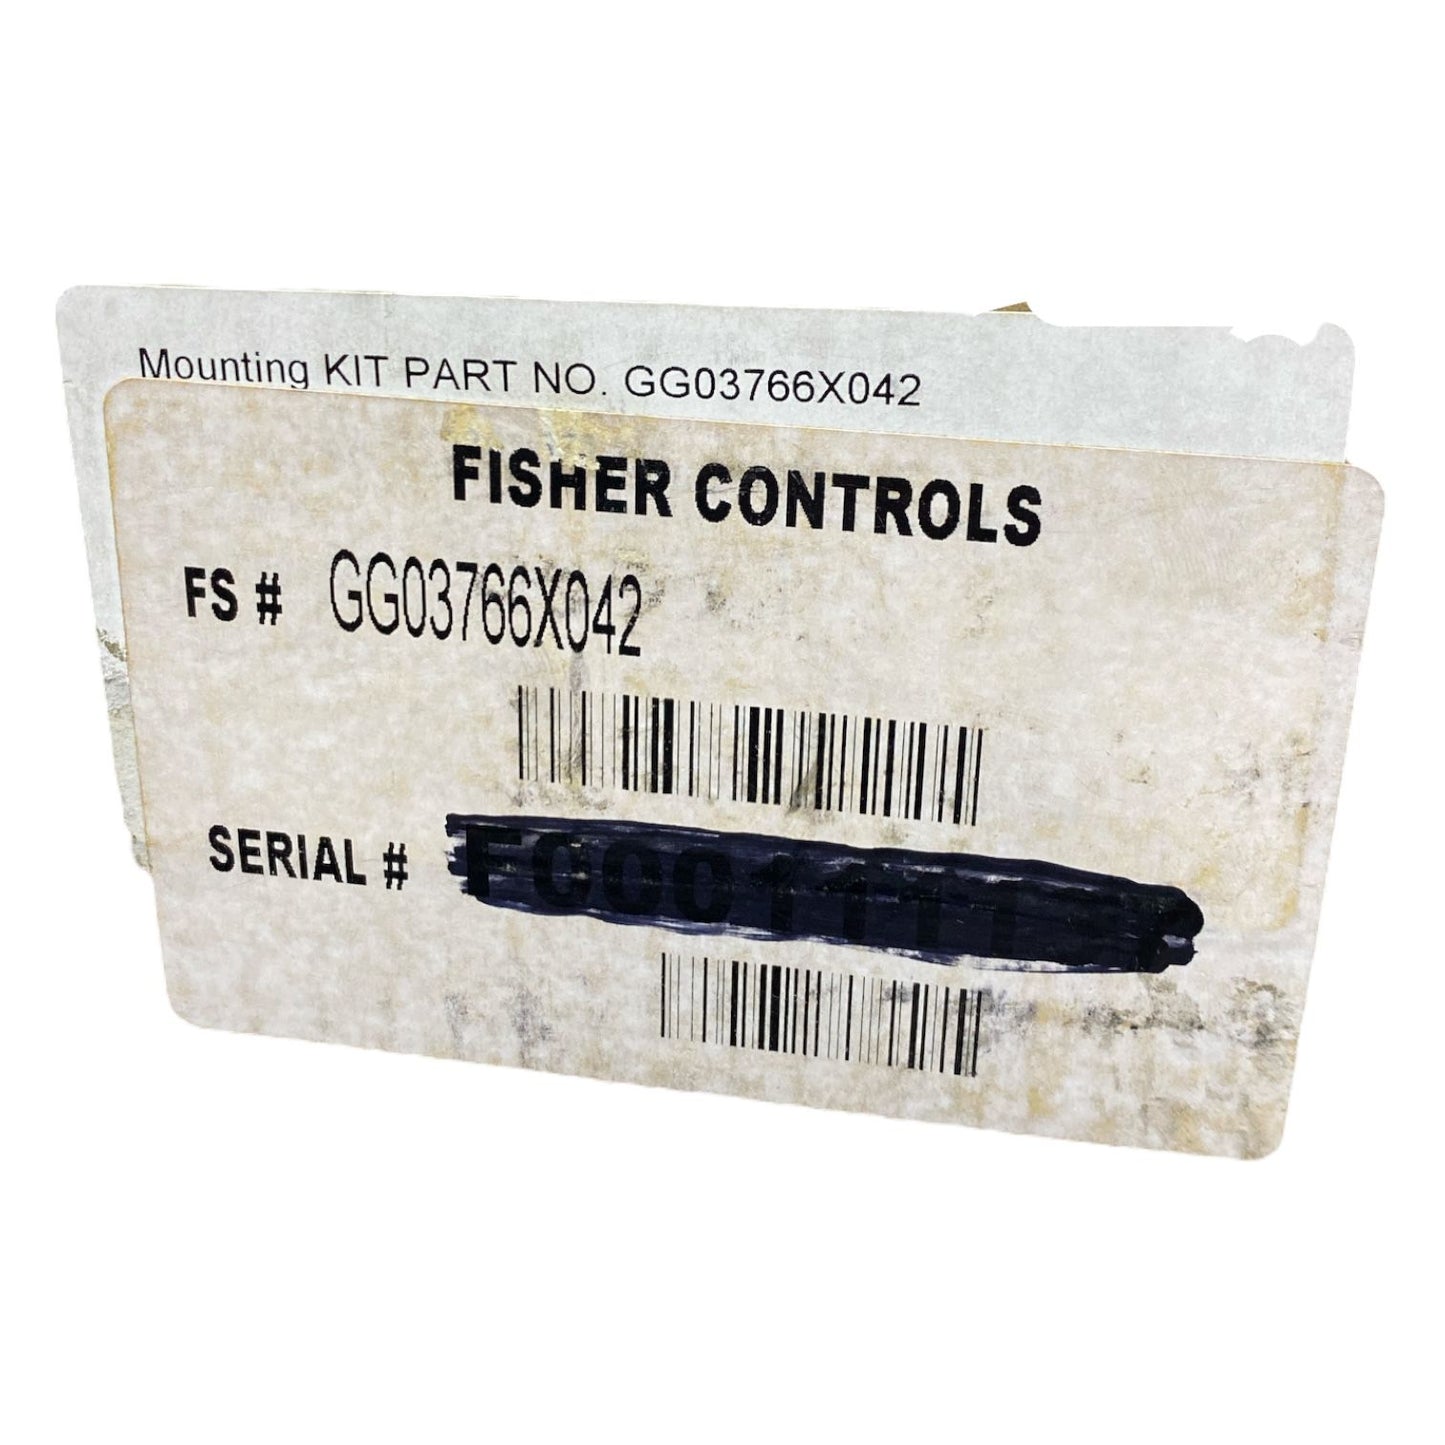 Mounting KIT PART NO. GG03766X042
FISHER CONTROLS
FS # GG03766X042
SERIAL #